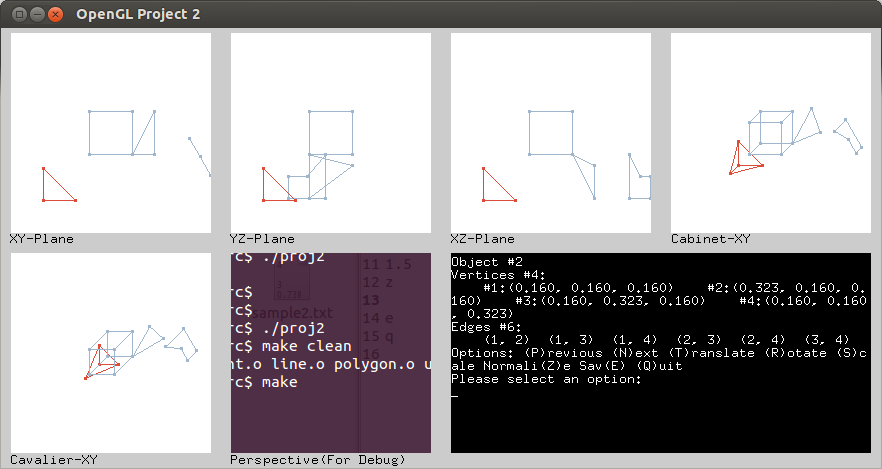 OpenGL Project 2
XY-Plane
YZ-Plane
XZ-Plane
Cabinet-XY
rc$ ./proj2
rc$
rc$
rc$ ./proj2
rc$ make clean
nt.o line.o polygon.o u
rc$ make
11 1.5
12 z
13
14 e
15 q
16
sample2.txt
Object #2
Vertices #4:
#1:(0.160, 0.160, 0.160) #2:(0.323, 0.160, 0.
160) #3:(0.160, 0.323, 0.160) #4:(0.160, 0.160
, 0.323)
Edges #6:
(1, 2) (1, 3) (1, 4) (2, 3) (2, 4) (3, 4)
Options: (P)revious (N)ext (T)ranslate (R)otate (S)c
ale Normali(Z)e Sav(E) (Q)uit
Please select an option:
_
Cavalier-XY
Perspective(For Debug)